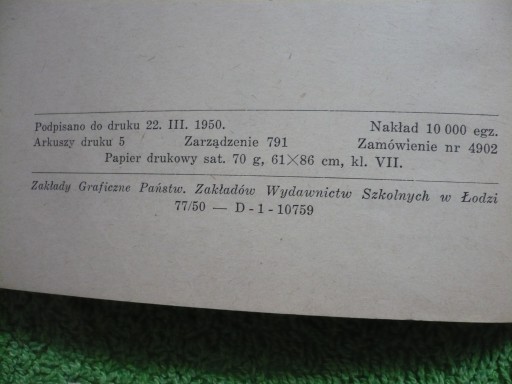 Podpisano do druku 22. III. 1950. Nakład 10 000 egz.
Arkuszy druku 5 Zarządzenie 791 Zamówienie nr 4902
Papier drukowy sat. 70 g, 61×86 cm, kl. VII.
Zakłady Graficzne Państw. Zakładów Wydawnictw Szkolnych w Łodzi
77/50 — D - 1 - 10759